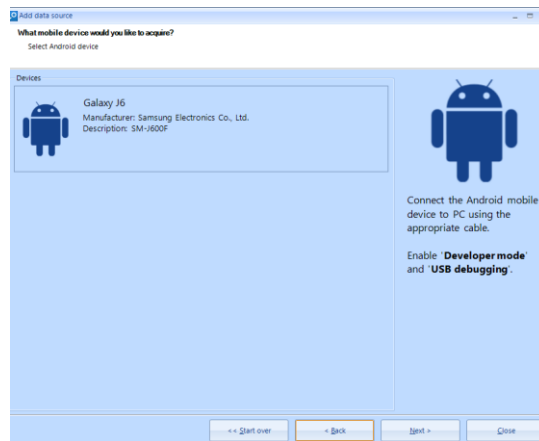 Add data source
What mobile device would you like to acquire?
Select Android device
Devices
Galaxy J6
Manufacturer: Samsung Electronics Co., Ltd.
Description: SM-J600F
Connect the Android mobile
device to PC using the
appropriate cable.
Enable 'Developer mode'
and 'USB debugging'.
<< Start over
< Back
Next >
Close